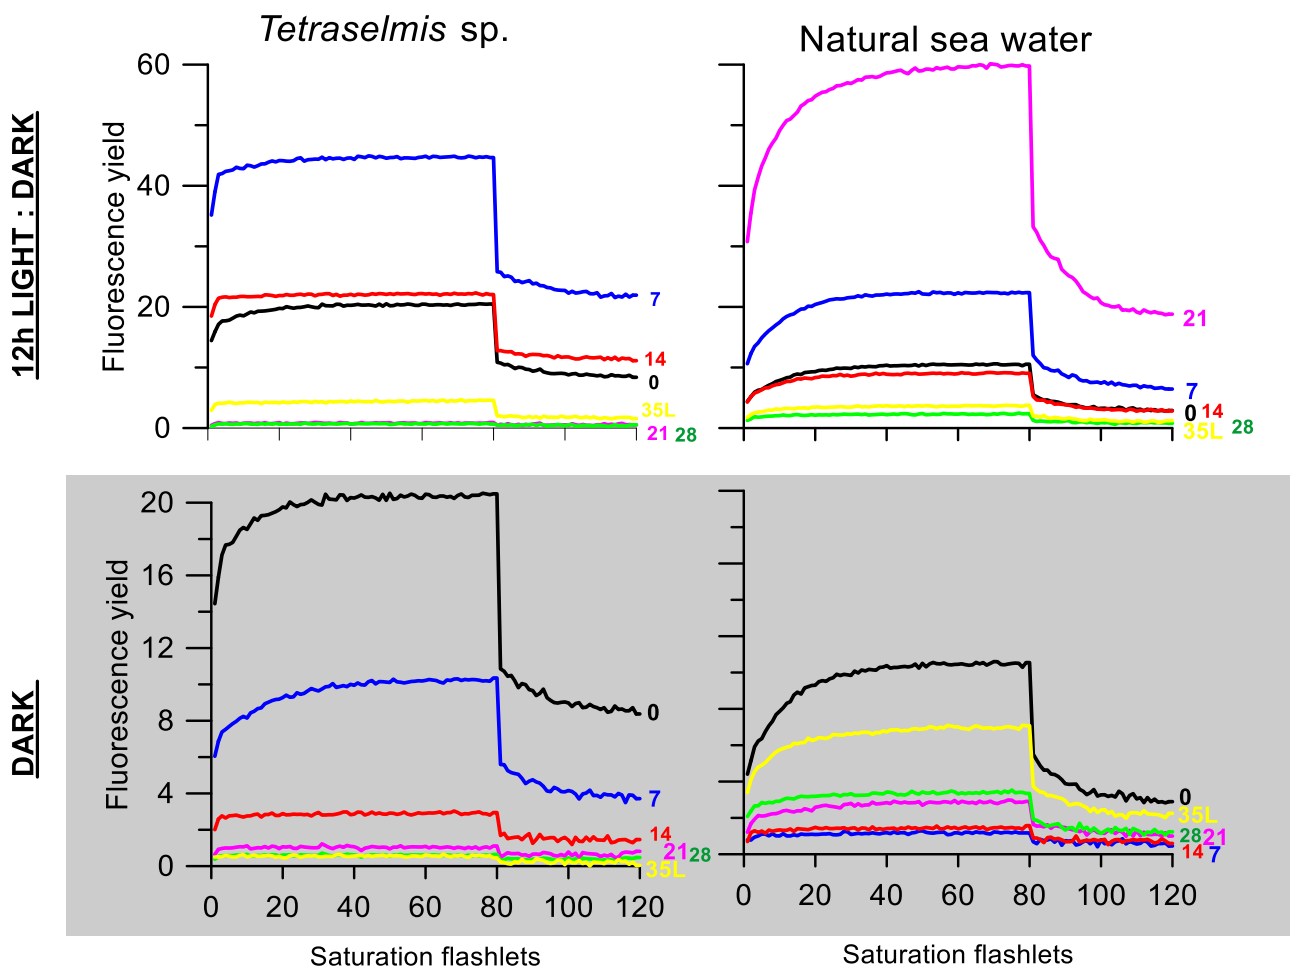 Tetraselmis sp.
Natural sea water
12h LIGHT : DARK
Fluorescence yield
60
40
20
0
7
14
0
35L
21 28
21
7
0 14
35L 28
DARK
Fluorescence yield
20
16
12
8
4
0
0
7
14
21 28
35L
0
35L
28 21
14 7
0 20 40 60 80 100 120
0 20 40 60 80 100 120
Saturation flashlets
Saturation flashlets